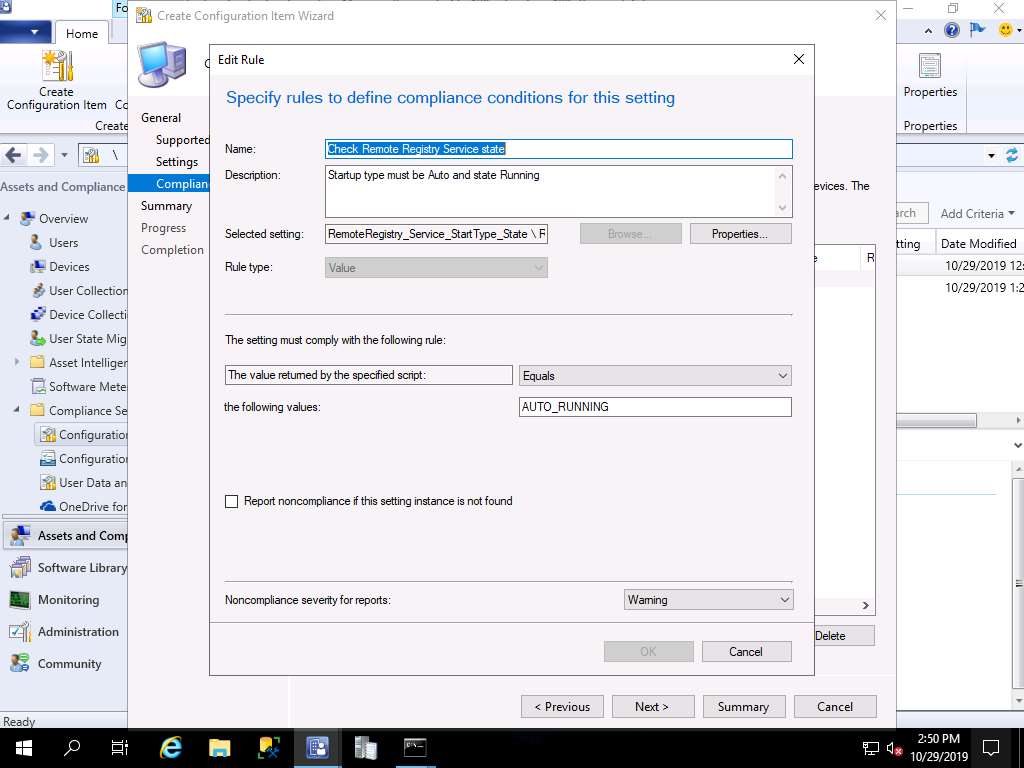 Fo
Create Configuration Item Wizard
Home
Create
Configuration Item
Co
Create
Properties
Properties
\
Assets and Compliance
Overview
Users
Devices
User Collection
Device Collecti
User State Mig
Asset Intelliger
Software Mete
Compliance Se
Configuration
Configuration
User Data an
OneDrive for
Assets and Comp
Software Library
Monitoring
Administration
Community
Ready
General
Supported
Settings
Complian
Summary
Progress
Completion
Edit Rule
Specify rules to define compliance conditions for this setting
Name:
Check Remote Registry Service state
Description:
Startup type must be Auto and state Running
Selected setting:
RemoteRegistry_Service_StartType_State \ R
Browse...
Properties...
Rule type:
Value
The setting must comply with the following rule:
The value returned by the specified script:
Equals
the following values:
AUTO_RUNNING
Report noncompliance if this setting instance is not found
Noncompliance severity for reports:
Warning
OK
Cancel
evices. The
R
Delete
< Previous
Next >
Summary
Cancel
arch
Add Criteria
tting
Date Modified
10/29/2019 12:
10/29/2019 1:2
2:50 PM
10/29/2019